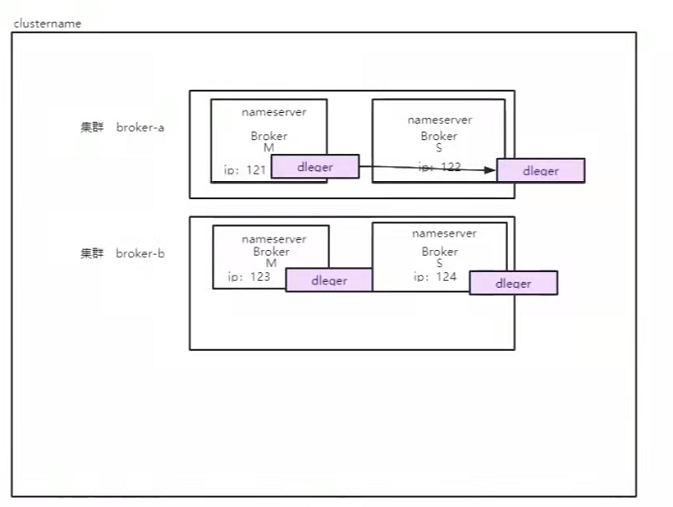 clustername
集群 broker-a
nameserver
Broker
M
ip: 121
dleger
nameserver
Broker
S
ip: 122
dleger
集群 broker-b
nameserver
Broker
M
ip: 123
dleger
nameserver
Broker
S
ip: 124
dleger